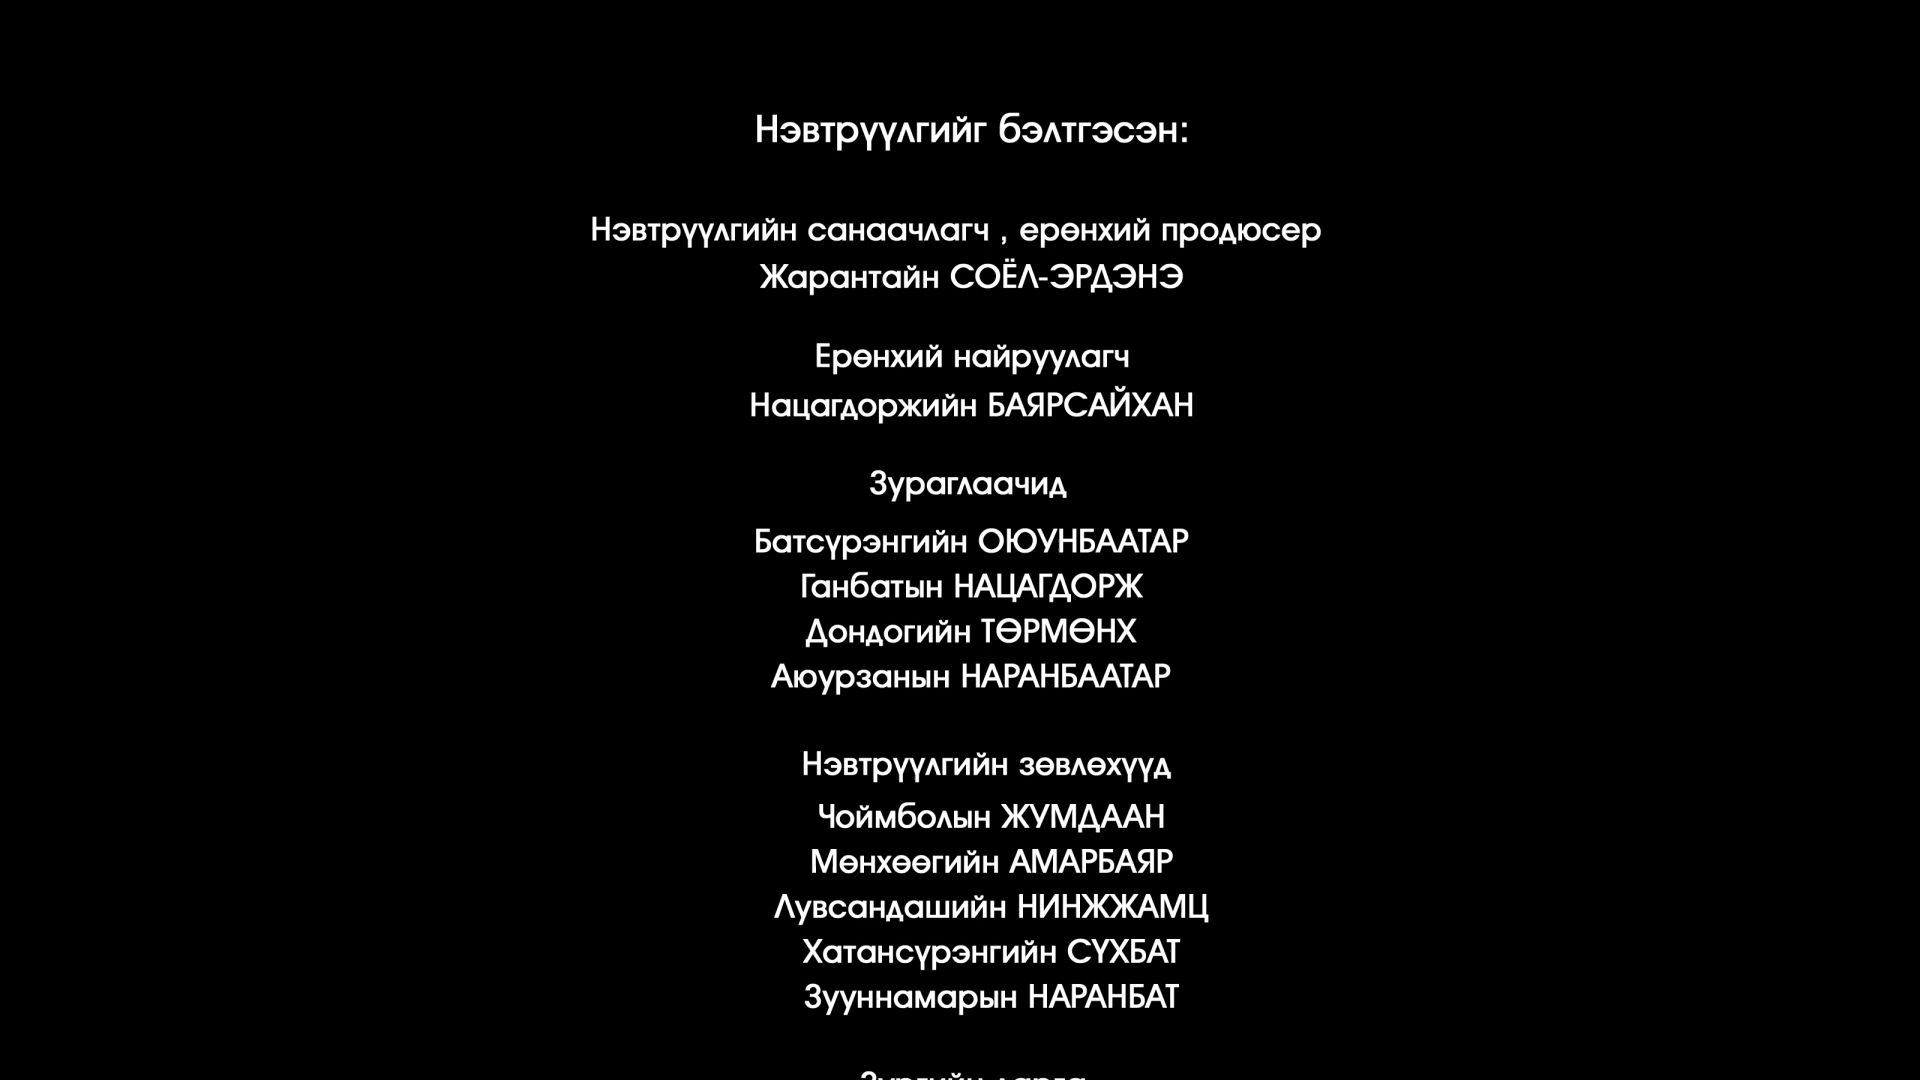 Нэвтрүүлгийг бэлтгэсэн:
Нэвтрүүлгийн санаачлагч , ерөнхий продюсер
Жарантайн СОЁЛ-ЭРДЭНЭ
Ерөнхий найруулагч
Нацагдоржийн БАЯРСАЙХАН
Зураглаачид
Батсүрэнгийн ОЮУНБААТАР
Ганбатын НАЦАГДОРЖ
Дондогийн ТӨРМӨНХ
Аюурзанын НАРАНБААТАР
Нэвтрүүлгийн зөвлөхүүд
Чоймболын ЖУМДААН
Мөнхөөгийн АМАРБАЯР
Лувсандашийн НИНЖЖАМЦ
Хатансүрэнгийн СҮХБАТ
Зууннамарын НАРАНБАТ